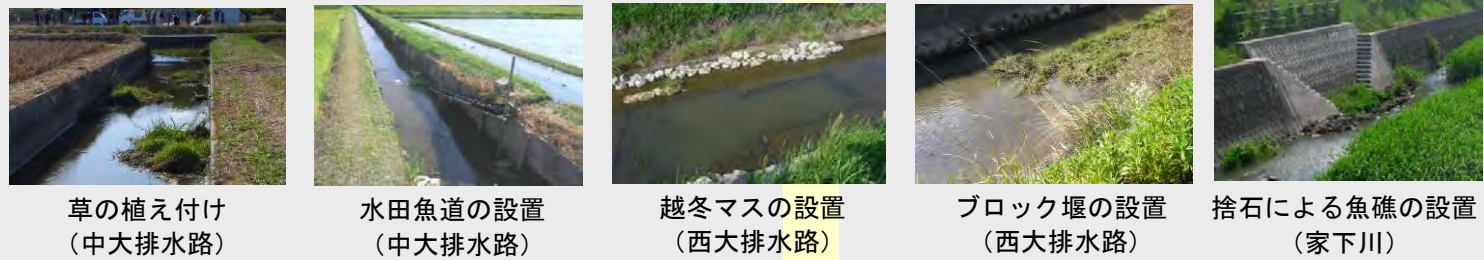 草の植え付け
（中大排水路）
水田魚道の設置
（中大排水路）
越冬マスの設置
（西大排水路）
ブロック堰の設置
（西大排水路）
捨石による魚礁の設置
（家下川）